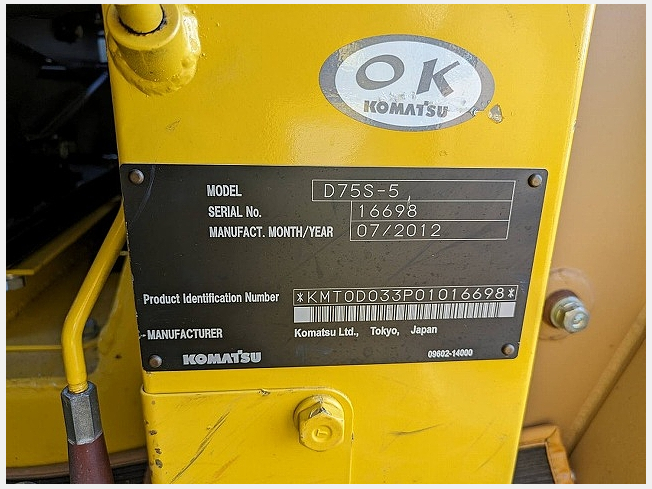 OK
KOMATSU
MODEL D75S-5
SERIAL No. 16698
MANUFACT. MONTH/YEAR 07/2012
Product Identification Number *KMT0D033P01016698*
MANUFACTURER Komatsu Ltd., Tokyo, Japan
KOMATSU 09602-14000